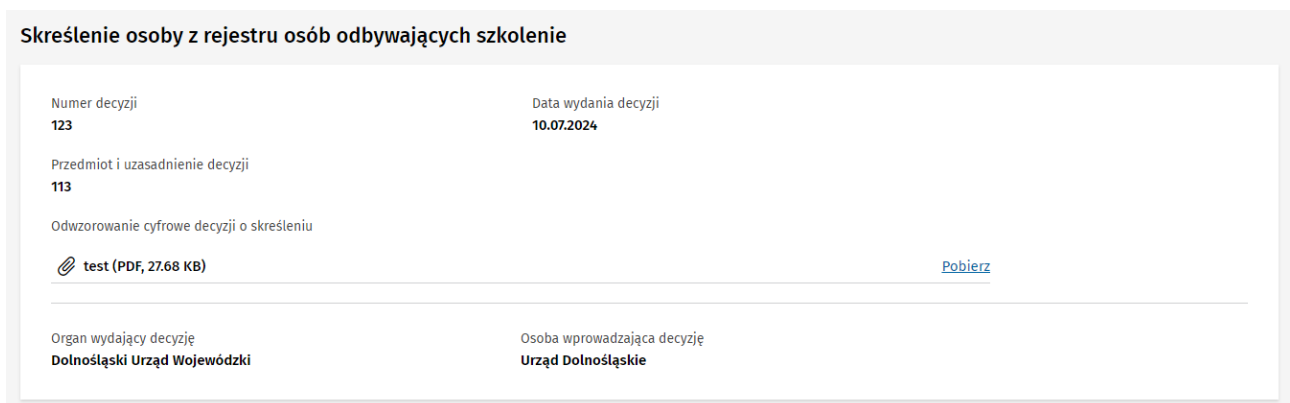 Skreślenie osoby z rejestru osób odbywających szkolenie
Numer decyzji
123
Data wydania decyzji
10.07.2024
Przedmiot i uzasadnienie decyzji
113
Odwzorowanie cyfrowe decyzji o skreśleniu
test (PDF, 27.68 KB)
Pobierz
Organ wydający decyzję
Dolnośląski Urząd Wojewódzki
Osoba wprowadzająca decyzję
Urząd Dolnośląskie